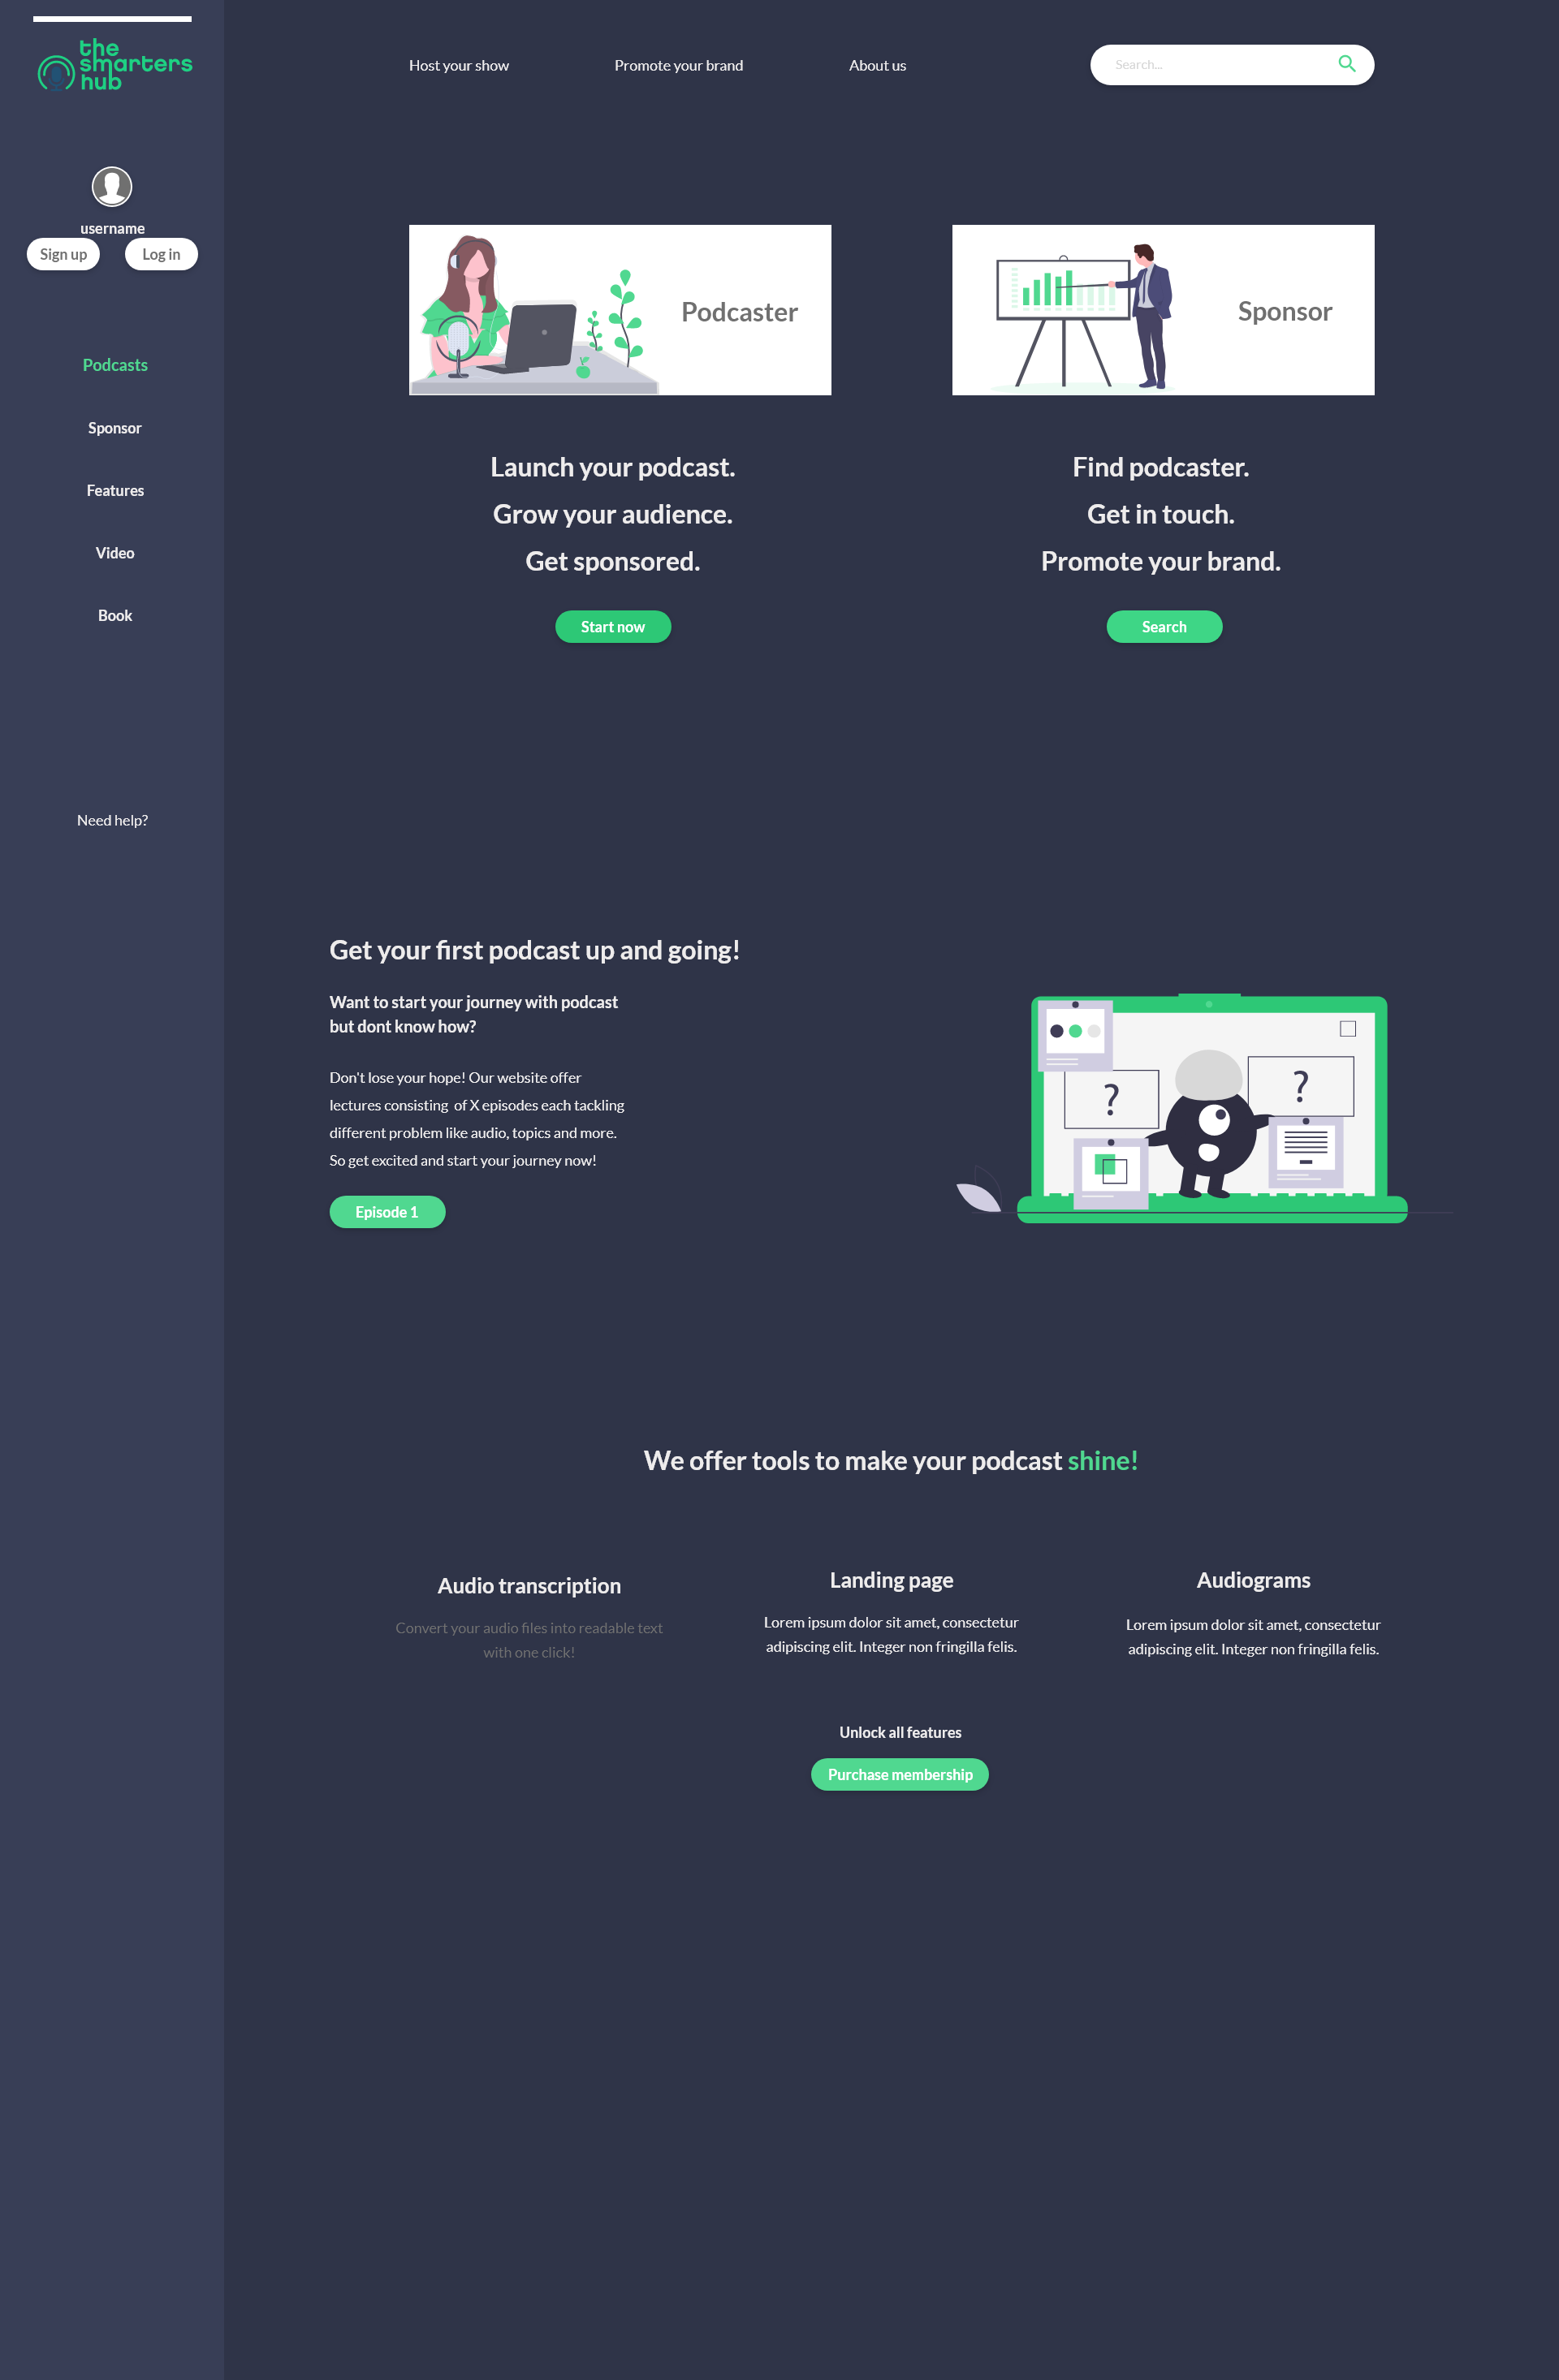 the
smarters
hub
Host your show
Promote your brand
About us
Search...
username
Sign up
Log in
Podcasts
Sponsor
Features
Video
Book
Need help?
Podcaster
Sponsor
Launch your podcast.
Grow your audience.
Get sponsored.
Start now
Find podcaster.
Get in touch.
Promote your brand.
Search
Get your first podcast up and going!
Want to start your journey with podcast
but dont know how?
Don't lose your hope! Our website offer
lectures consisting  of X episodes each tackling
different problem like audio, topics and more.
So get excited and start your journey now!
Episode 1
?
?
We offer tools to make your podcast shine!
Audio transcription
Convert your audio files into readable text
with one click!
Landing page
Lorem ipsum dolor sit amet, consectetur
adipiscing elit. Integer non fringilla felis.
Audiograms
Lorem ipsum dolor sit amet, consectetur
adipiscing elit. Integer non fringilla felis.
Unlock all features
Purchase membership